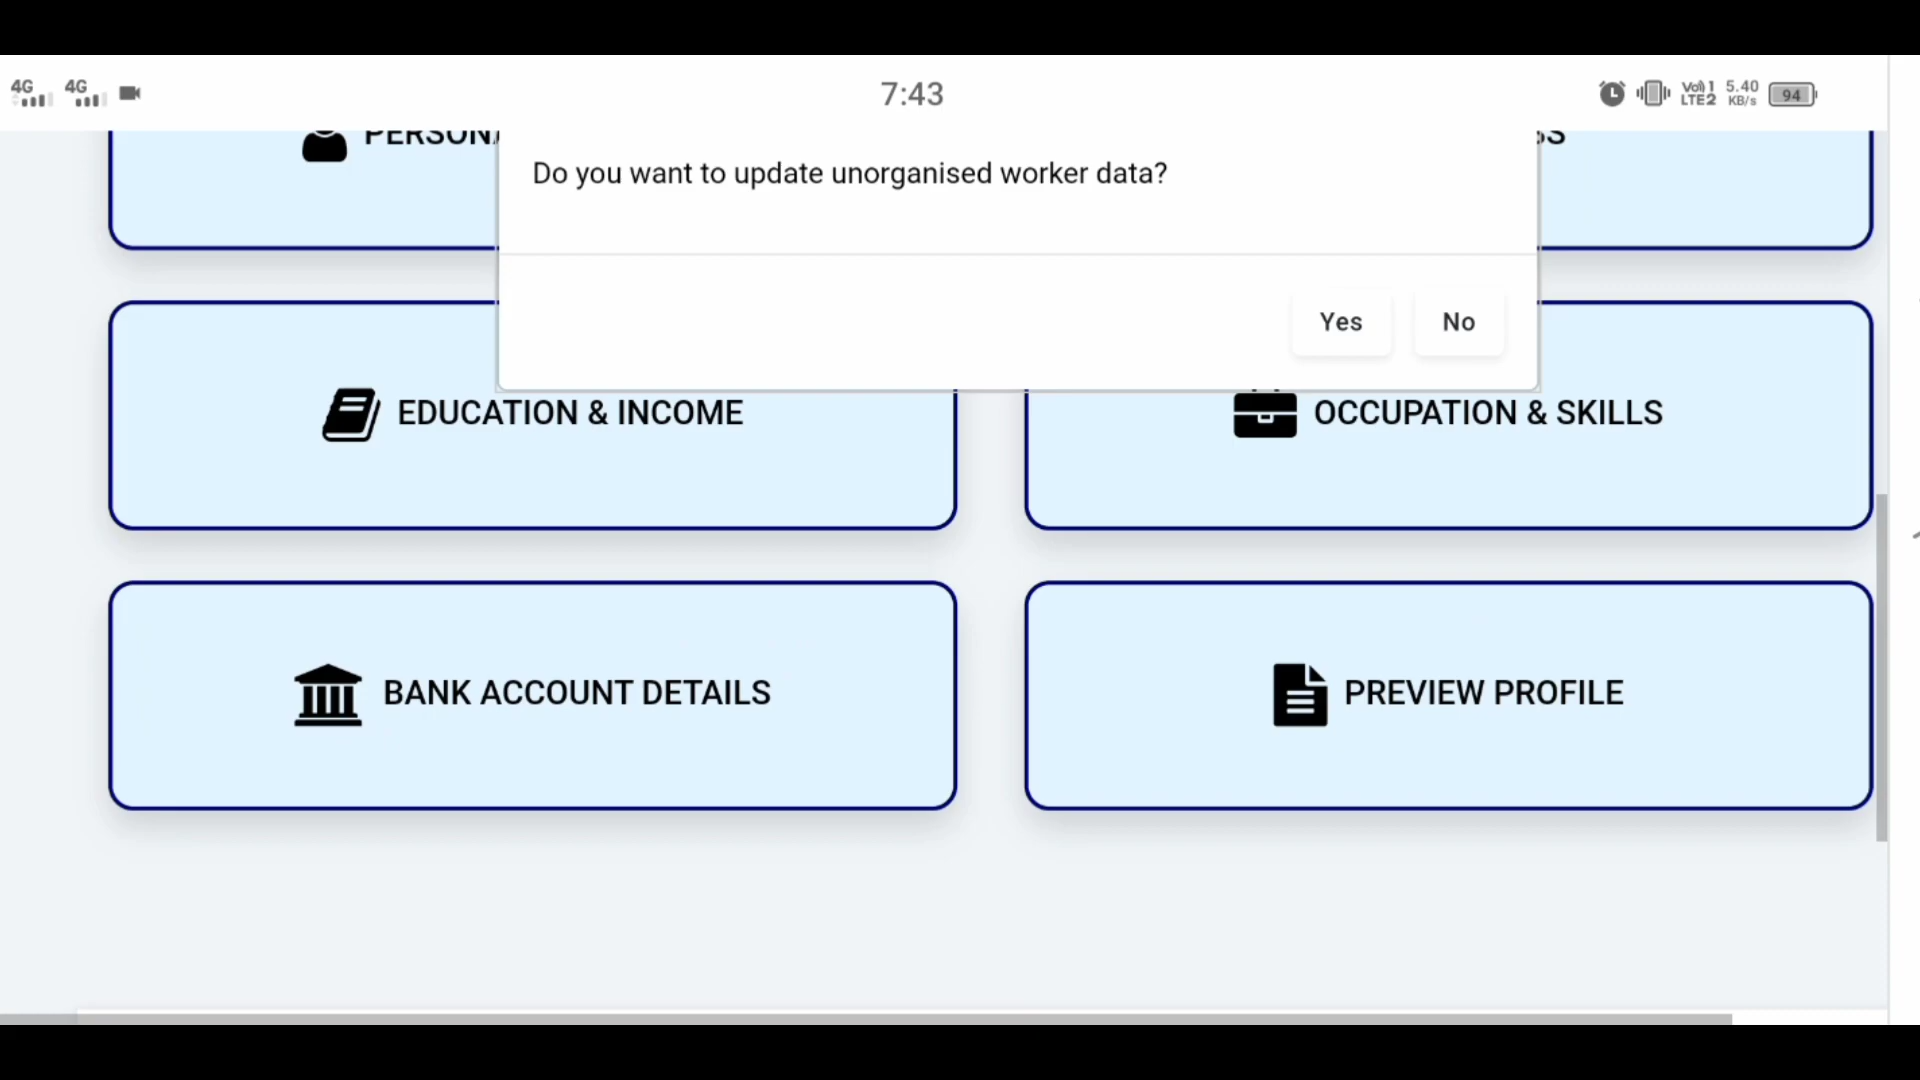 4G 4G 7:43 Vo)) 1 LTE2 5.40 KB/s 94
Do you want to update unorganised worker data?
Yes No
EDUCATION & INCOME OCCUPATION & SKILLS
BANK ACCOUNT DETAILS PREVIEW PROFILE